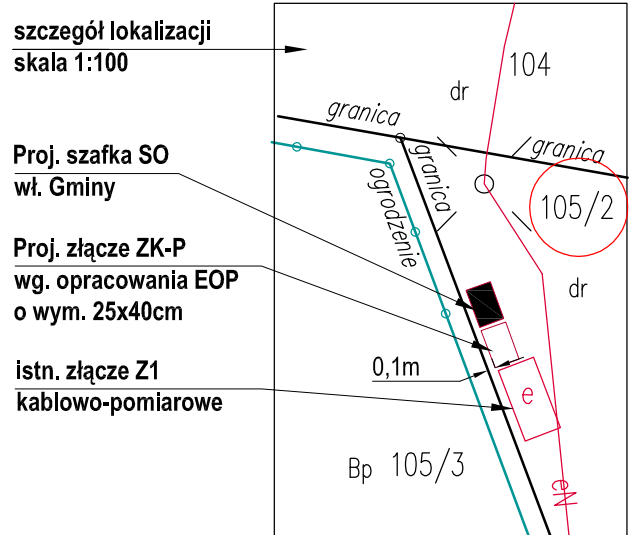 szczegół lokalizacji
skala 1:100
104
dr
granica
granica
granica
Proj. szafka SO
wł. Gminy
ogrodzenie
105/2
Proj. złącze ZK-P
wg. opracowania EOP
o wym. 25x40cm
dr
0,1m
istn. złącze Z1
kablowo-pomiarowe
e
Bp 105/3
eN